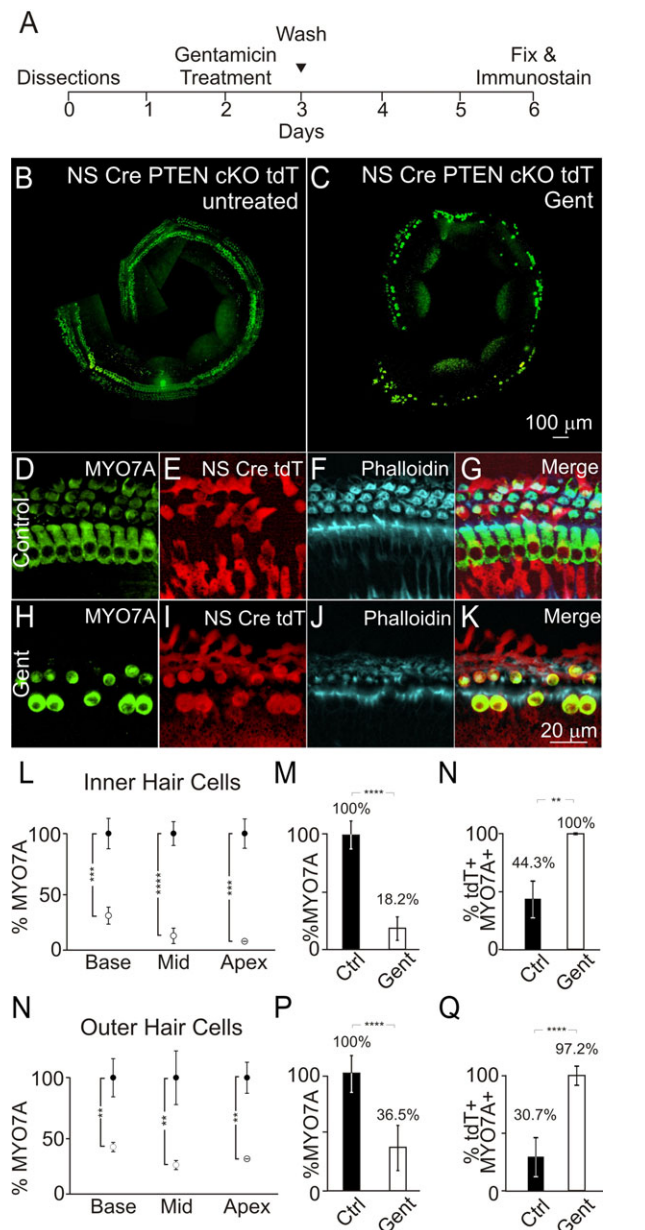 A
Wash
Gentamicin
Treatment
Fix &
Immunostain
Dissections
0 1 2 3 4 5 6
Days
B NS Cre PTEN cKO tdT
untreated
C NS Cre PTEN cKO tdT
Gent
100 μm
D MYO7A
E NS Cre tdT
F Phalloidin
G Merge
Control
H MYO7A
I NS Cre tdT
J Phalloidin
K Merge
Gent
20 μm
L Inner Hair Cells
% MYO7A
100
50
0
***
****
***
Base Mid Apex
M
****
100%
18.2%
%MYO7A
100
0
Ctrl Gent
N
**
100%
44.3%
% tdT+
MYO7A+
100
0
Ctrl Gent
N Outer Hair Cells
% MYO7A
100
50
0
**
**
**
Base Mid Apex
P
****
100%
36.5%
%MYO7A
100
0
Ctrl Gent
Q
****
97.2%
30.7%
% tdT+
MYO7A+
100
0
Ctrl Gent